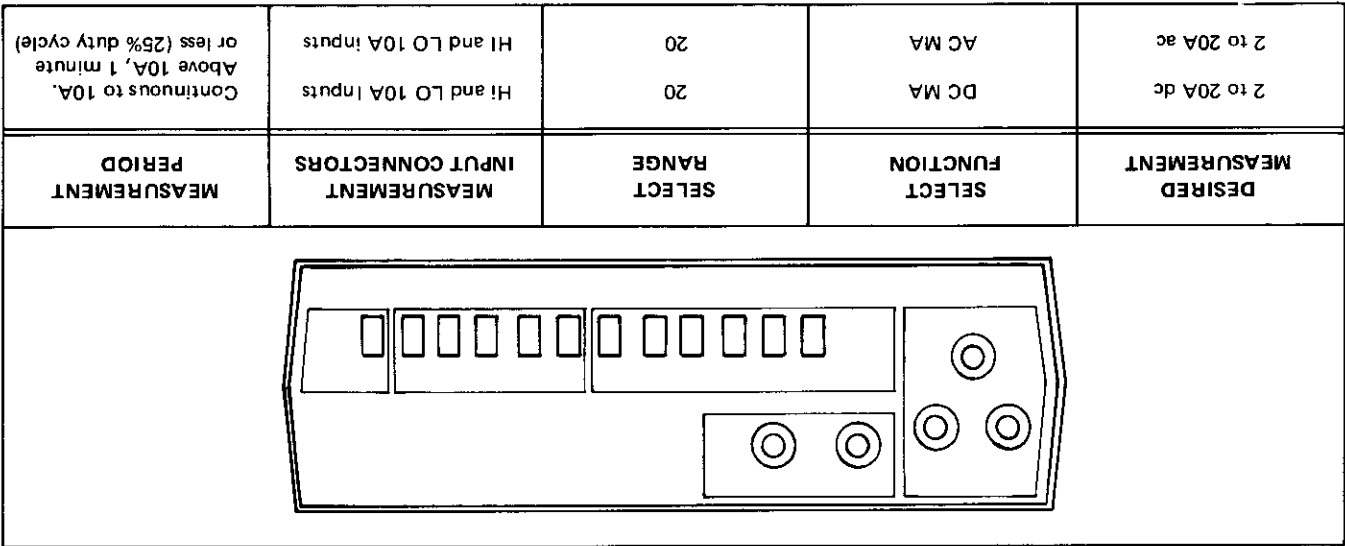 DESIRED
MEASUREMENT
SELECT
FUNCTION
SELECT
RANGE
MEASUREMENT
INPUT CONNECTORS
MEASUREMENT
PERIOD
2 to 20A dc
DC MA
20
Hi and LO 10A Inputs
Continuous to 10A.
Above 10A, 1 minute
or less (25% duty cycle)
2 to 20A ac
AC MA
20
HI and LO 10A inputs